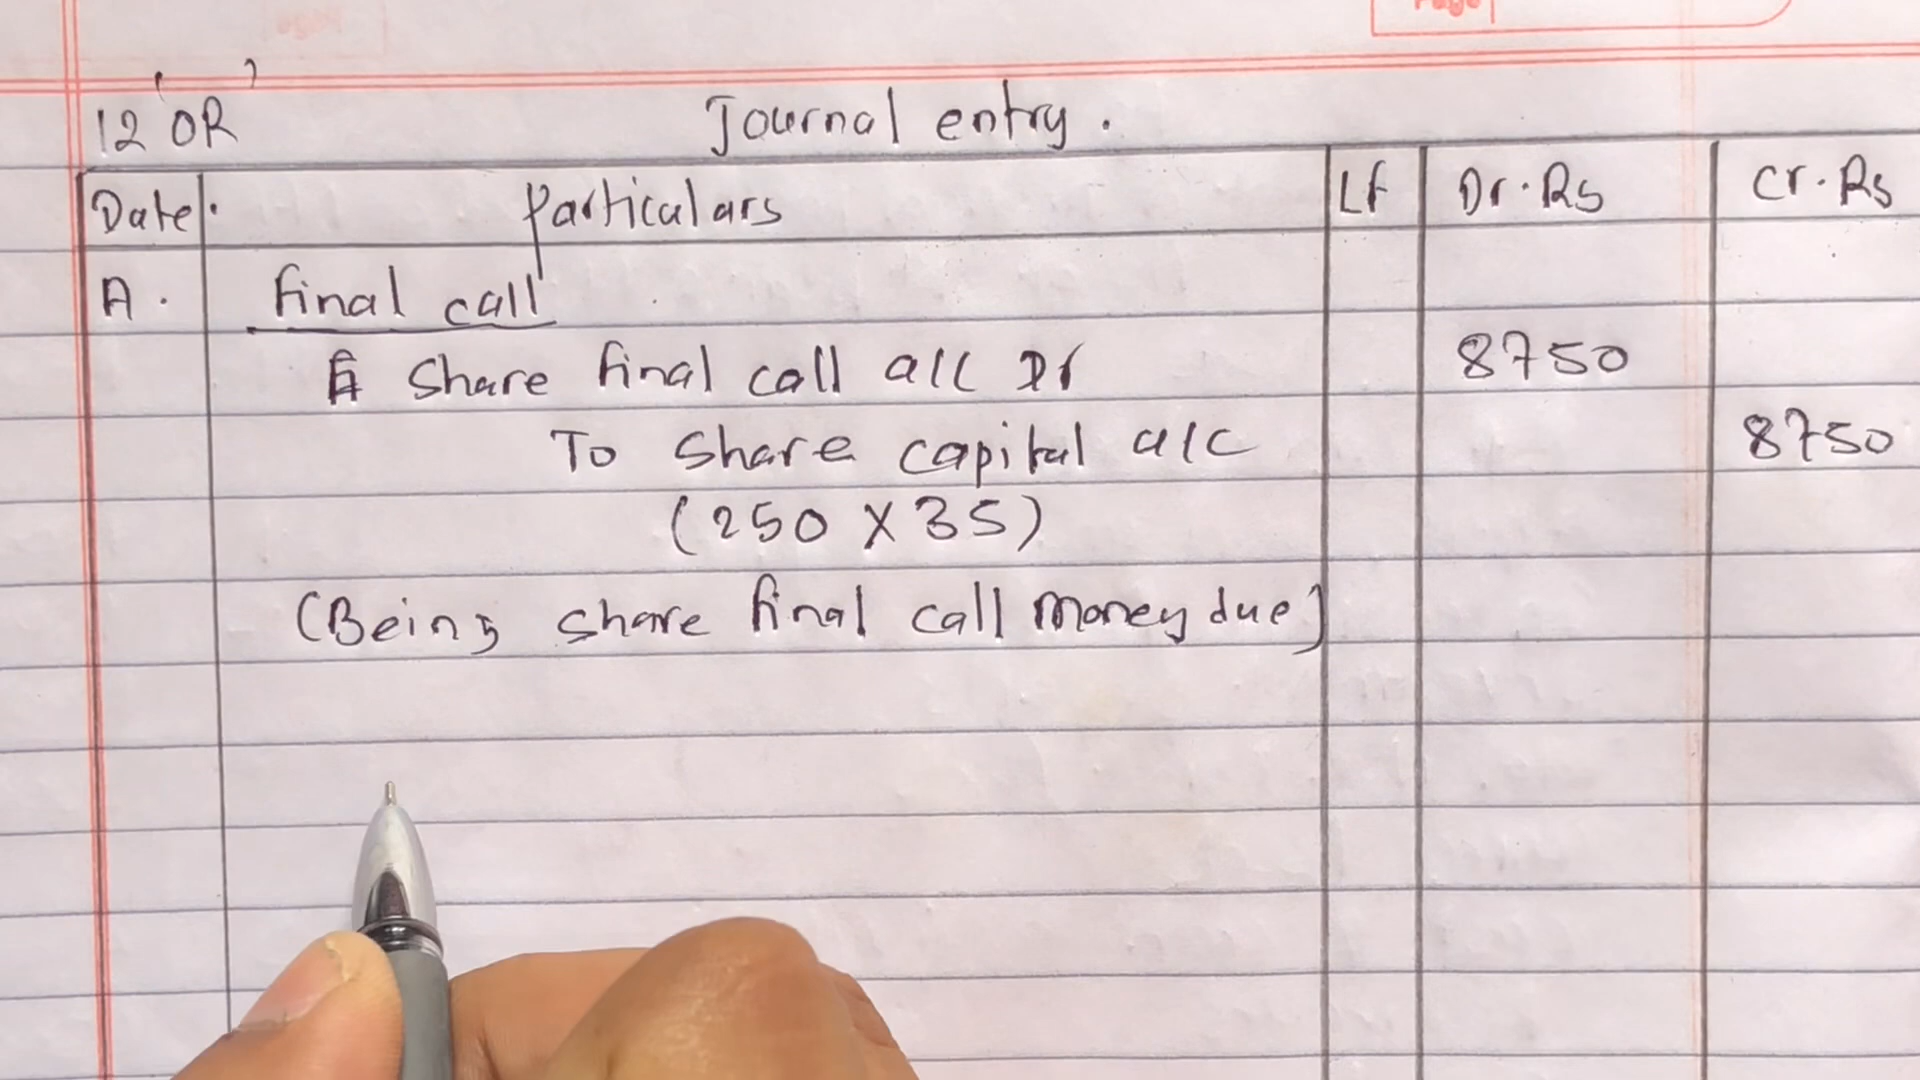 Page
12 'OR'
Journal entry.
Date. Particulars Lf Dr. Rs Cr. Rs
A. final call
Share final call a/c Dr 8750
To share capital a/c 8750
(250 X 35)
(Being share final call money due)